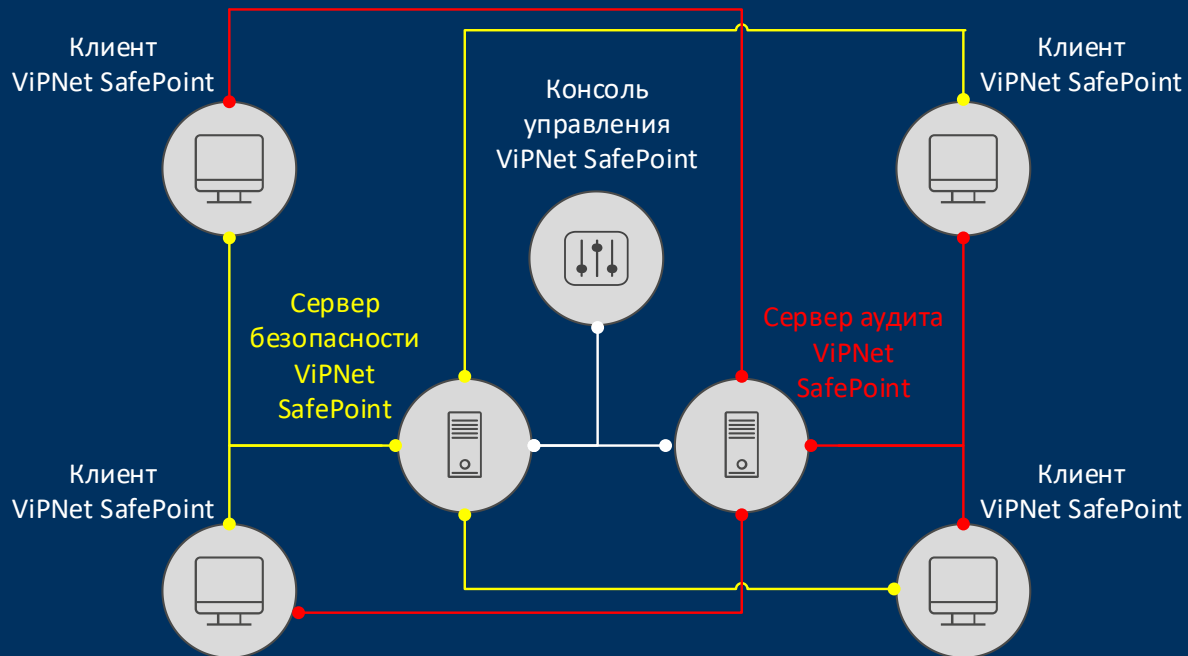 Клиент
ViPNet SafePoint
Консоль
управления
ViPNet SafePoint
Клиент
ViPNet SafePoint
Сервер
безопасности
ViPNet
SafePoint
Сервер аудита
ViPNet
SafePoint
Клиент
ViPNet SafePoint
Клиент
ViPNet SafePoint